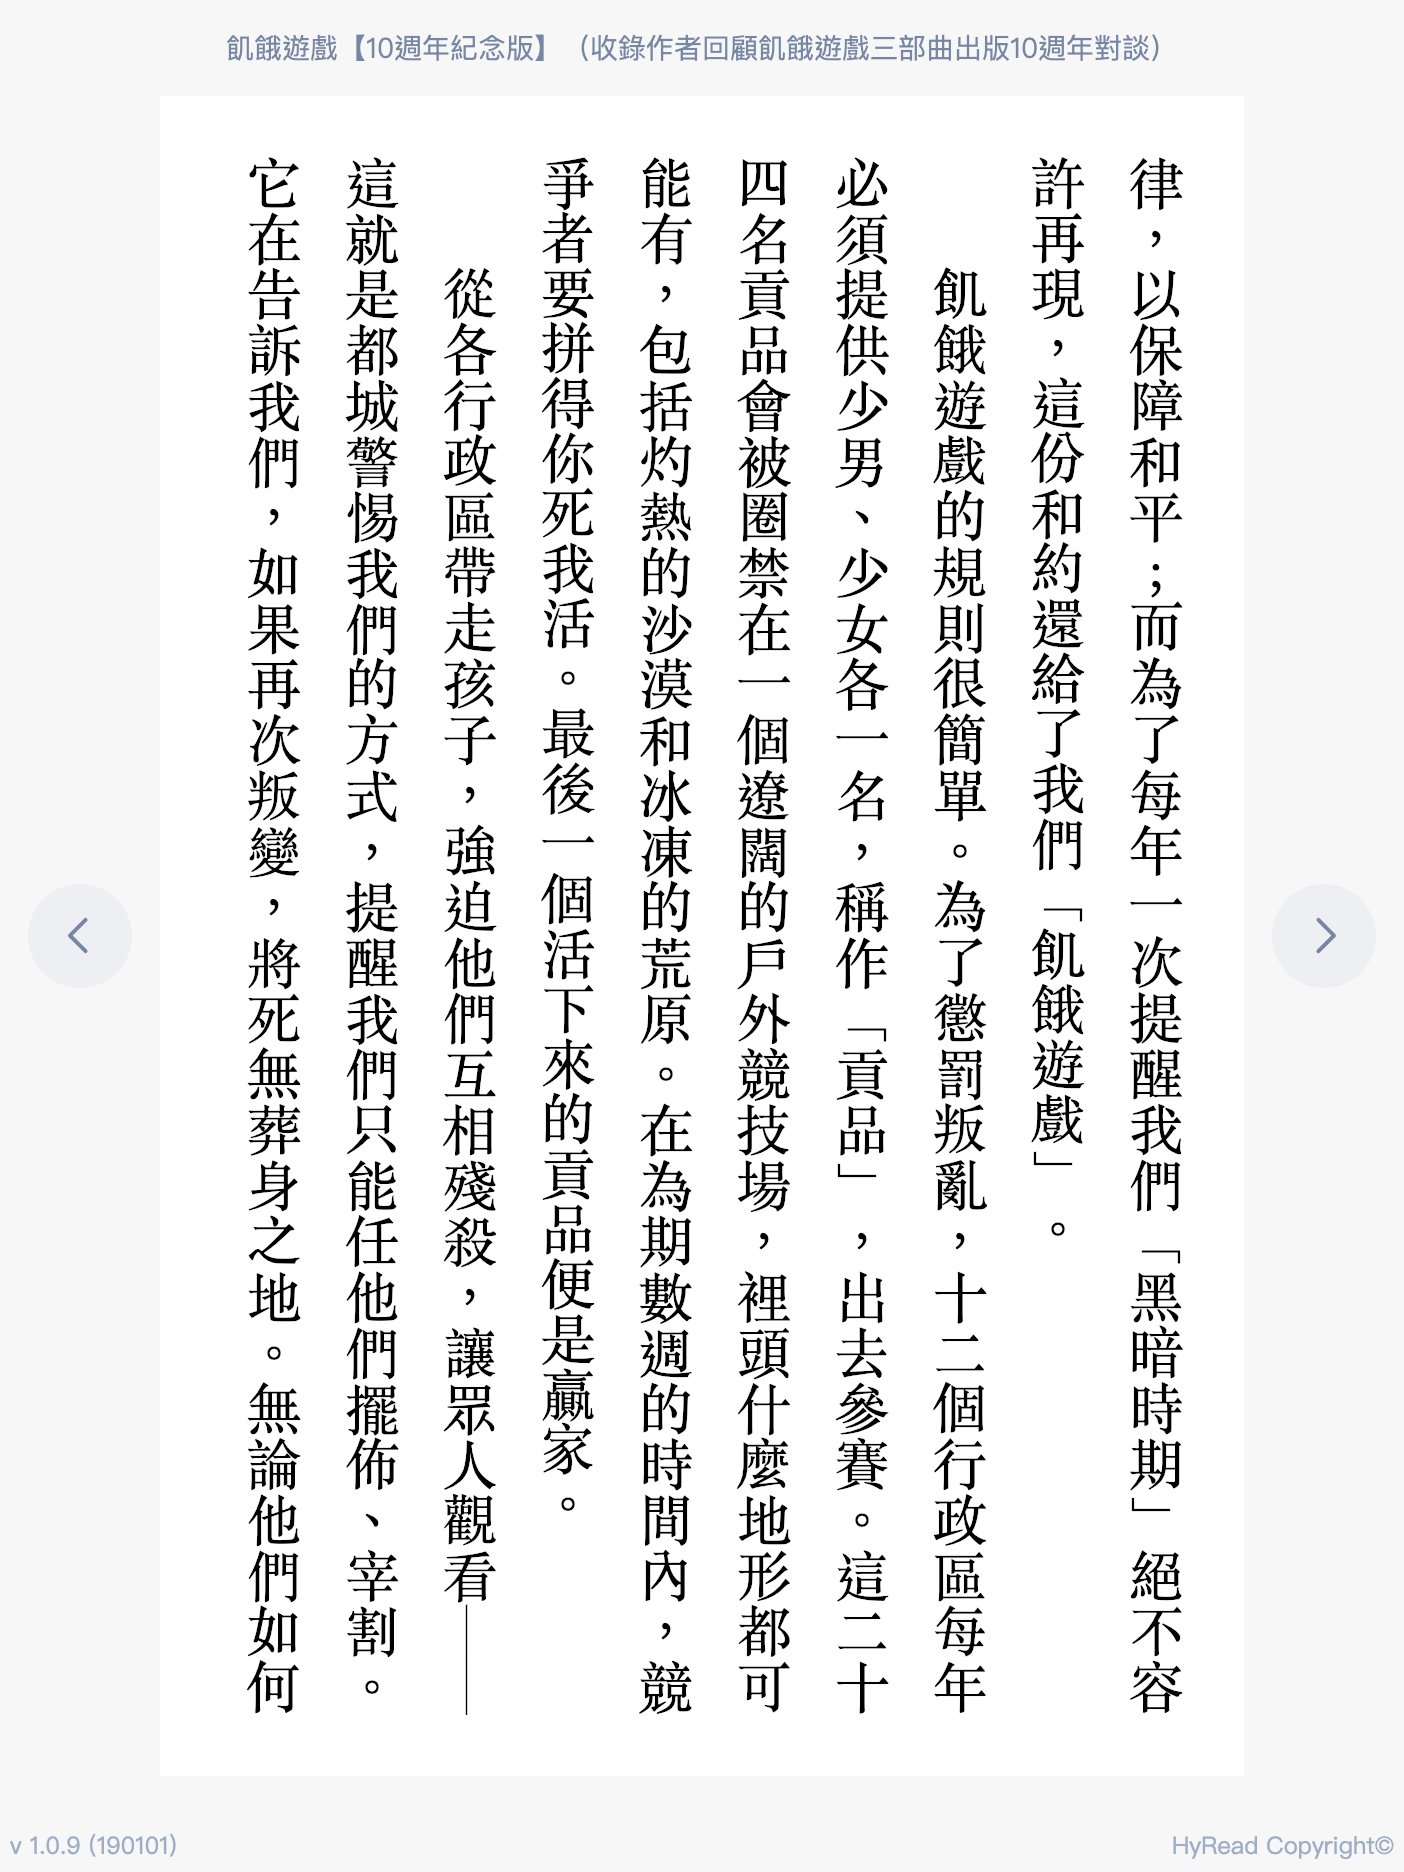 飢餓遊戲【10週年紀念版】（收錄作者回顧飢餓遊戲三部曲出版10週年對談）
律，以保障和平；而為了每年一次提醒我們「黑暗時期」絕不容
許再現，這份和約還給了我們「飢餓遊戲」。
飢餓遊戲的規則很簡單。為了懲罰叛亂，十二個行政區每年
必須提供少男、少女各一名，稱作「貢品」，出去參賽。這二十
四名貢品會被圈禁在一個遼闊的戶外競技場，裡頭什麼地形都可
能有，包括灼熱的沙漠和冰凍的荒原。在為期數週的時間內，競
爭者要拼得你死我活。最後一個活下來的貢品便是贏家。
從各行政區帶走孩子，強迫他們互相殘殺，讓眾人觀看——
這就是都城警惕我們的方式，提醒我們只能任他們擺佈、宰割。
它在告訴我們，如果再次叛變，將死無葬身之地。無論他們如何
v 1.0.9 (190101)
HyRead Copyright©